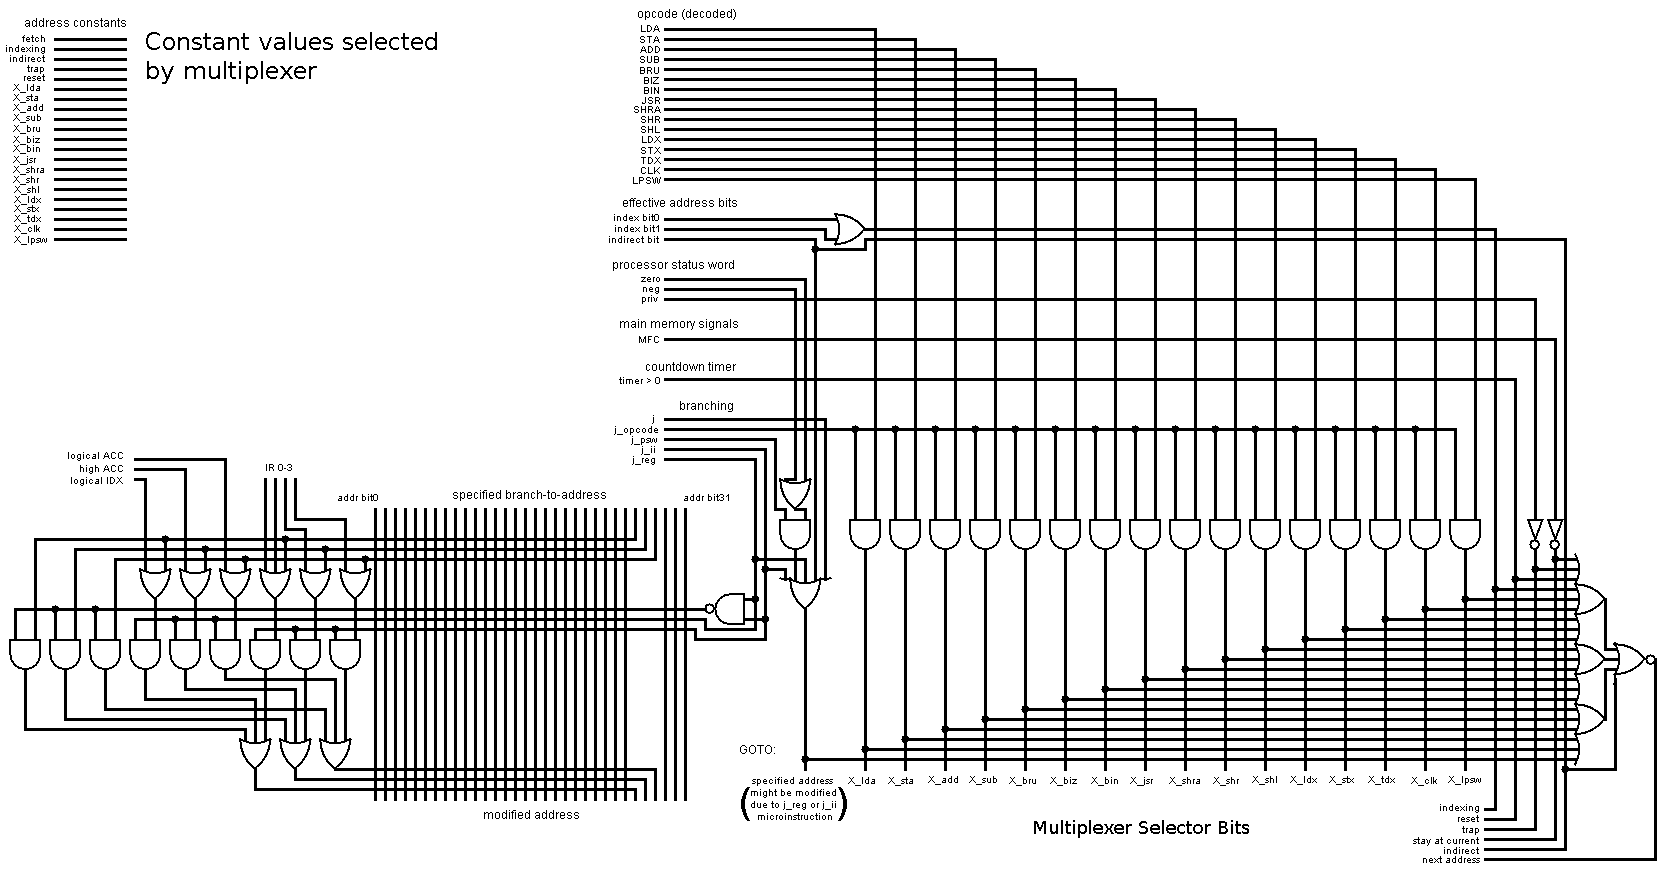 address constants
fetch
indexing
indirect
trap
reset
X_lda
X_sta
X_add
X_sub
X_bru
X_biz
X_bin
X_jsr
X_shra
X_shr
X_shl
X_ldx
X_stx
X_tdx
X_clk
X_lpsw
Constant values selected
by multiplexer
opcode (decoded)
LDA
STA
ADD
SUB
BRU
BIZ
BIN
JSR
SHRA
SHR
SHL
LDX
STX
TDX
CLK
LPSW
effective address bits
index bit0
index bit1
indirect bit
processor status word
zero
neg
priv
main memory signals
MFC
countdown timer
timer > 0
branching
j
j_opcode
j_psw
j_ii
j_reg
logical ACC
high ACC
logical IDX
IR 0-3
addr bit0
specified branch-to-address
addr bit31
modified address
GOTO:
specified address
(might be modified
due to j_reg or j_ii
microinstruction)
X_lda
X_sta
X_add
X_sub
X_bru
X_biz
X_bin
X_jsr
X_shra
X_shr
X_shl
X_ldx
X_stx
X_tdx
X_clk
X_lpsw
Multiplexer Selector Bits
indexing
reset
trap
stay at current
indirect
next address